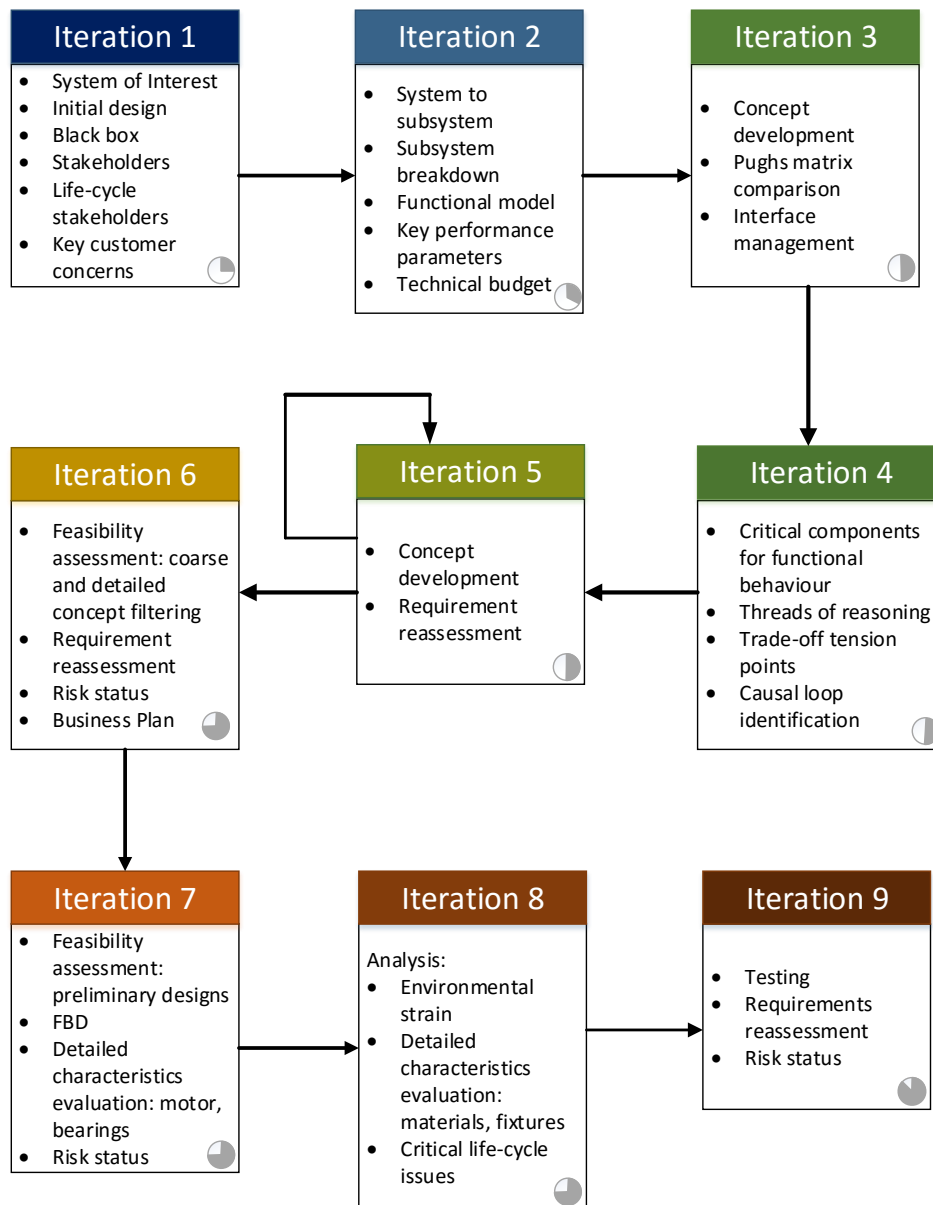 Iteration 1
System of Interest
Initial design
Black box
Stakeholders
Life-cycle
stakeholders
Key customer
concerns
Iteration 2
System to
subsystem
Subsystem
breakdown
Functional model
Key performance
parameters
Technical budget
Iteration 3
Concept
development
Pughs matrix
comparison
Interface
management
Iteration 4
Critical components
for functional
behaviour
Threads of reasoning
Trade-off tension
points
Causal loop
identification
Iteration 5
Concept
development
Requirement
reassessment
Iteration 6
Feasibility
assessment: coarse
and detailed
concept filtering
Requirement
reassessment
Risk status
Business Plan
Iteration 7
Feasibility
assessment:
preliminary designs
FBD
Detailed
characteristics
evaluation: motor,
bearings
Risk status
Iteration 8
Analysis:
Environmental
strain
Detailed
characteristics
evaluation:
materials, fixtures
Critical life-cycle
issues
Iteration 9
Testing
Requirements
reassessment
Risk status